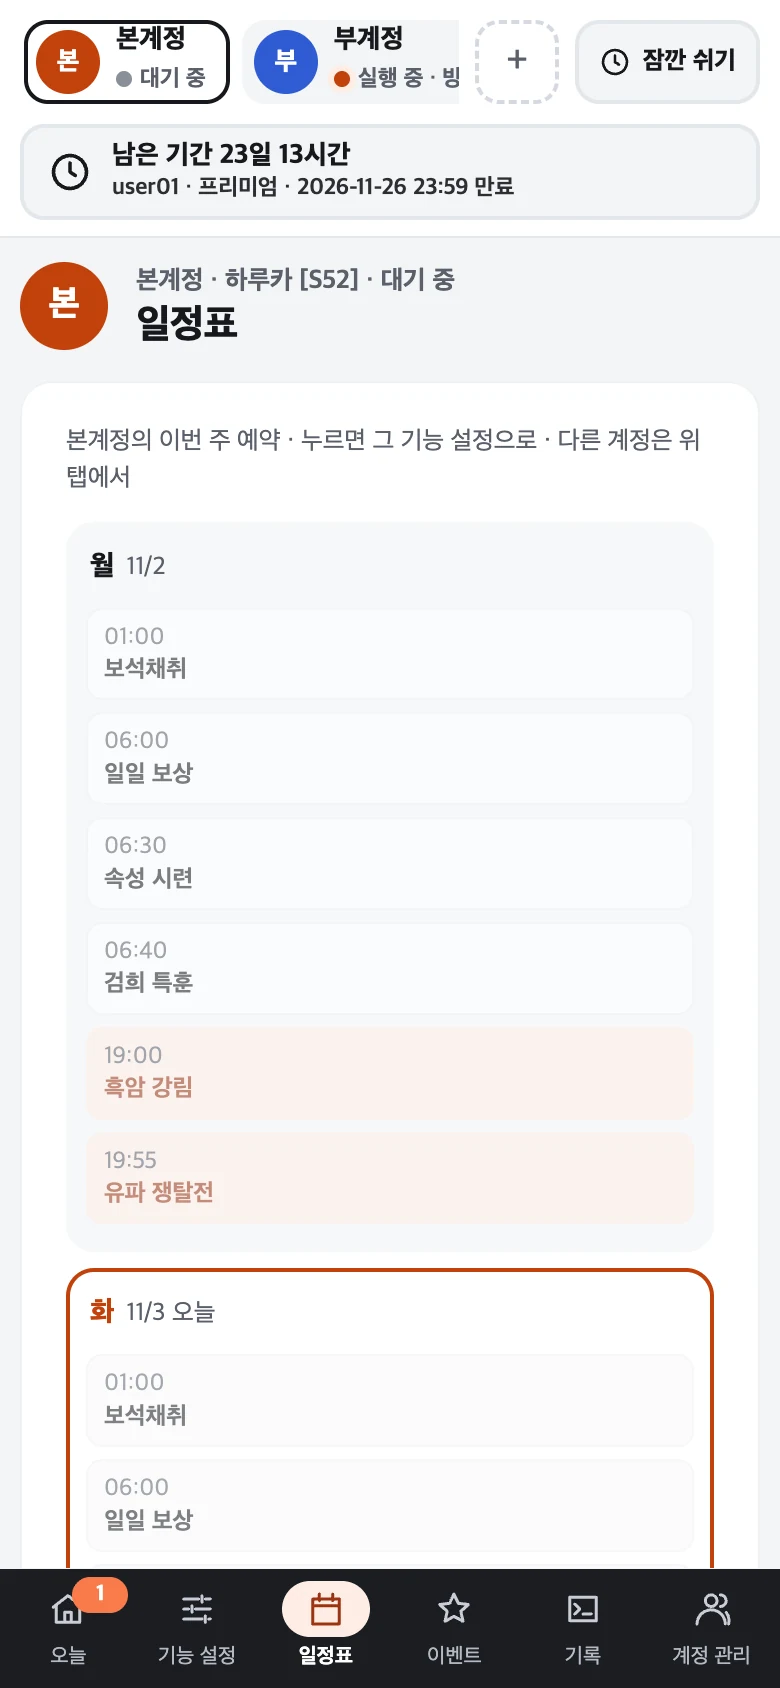 본
본계정
대기 중
부
부계정
실행 중 · 방
+
잠깐 쉬기
남은 기간 23일 13시간
user01 · 프리미엄 · 2026-11-26 23:59 만료
본
본계정 · 하루카 [S52] · 대기 중
일정표
본계정의 이번 주 예약 · 누르면 그 기능 설정으로 · 다른 계정은 위
탭에서
월 11/2
01:00
보석채취
06:00
일일 보상
06:30
속성 시련
06:40
검희 특훈
19:00
흑암 강림
19:55
유파 쟁탈전
화 11/3 오늘
01:00
보석채취
06:00
일일 보상
1
오늘
기능 설정
일정표
이벤트
기록
계정 관리